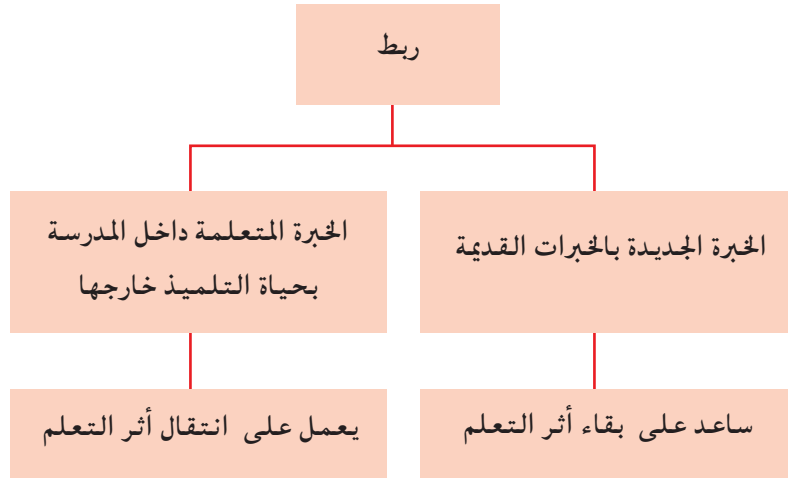 ربط
الخبرة الجديدة بالخبرات القديمة
الخبرة المتعلمة داخل المدرسة
بحياة التلميذ خارجها
ساعد على بقاء أثر التعلم
يعمل على انتقال أثر التعلم